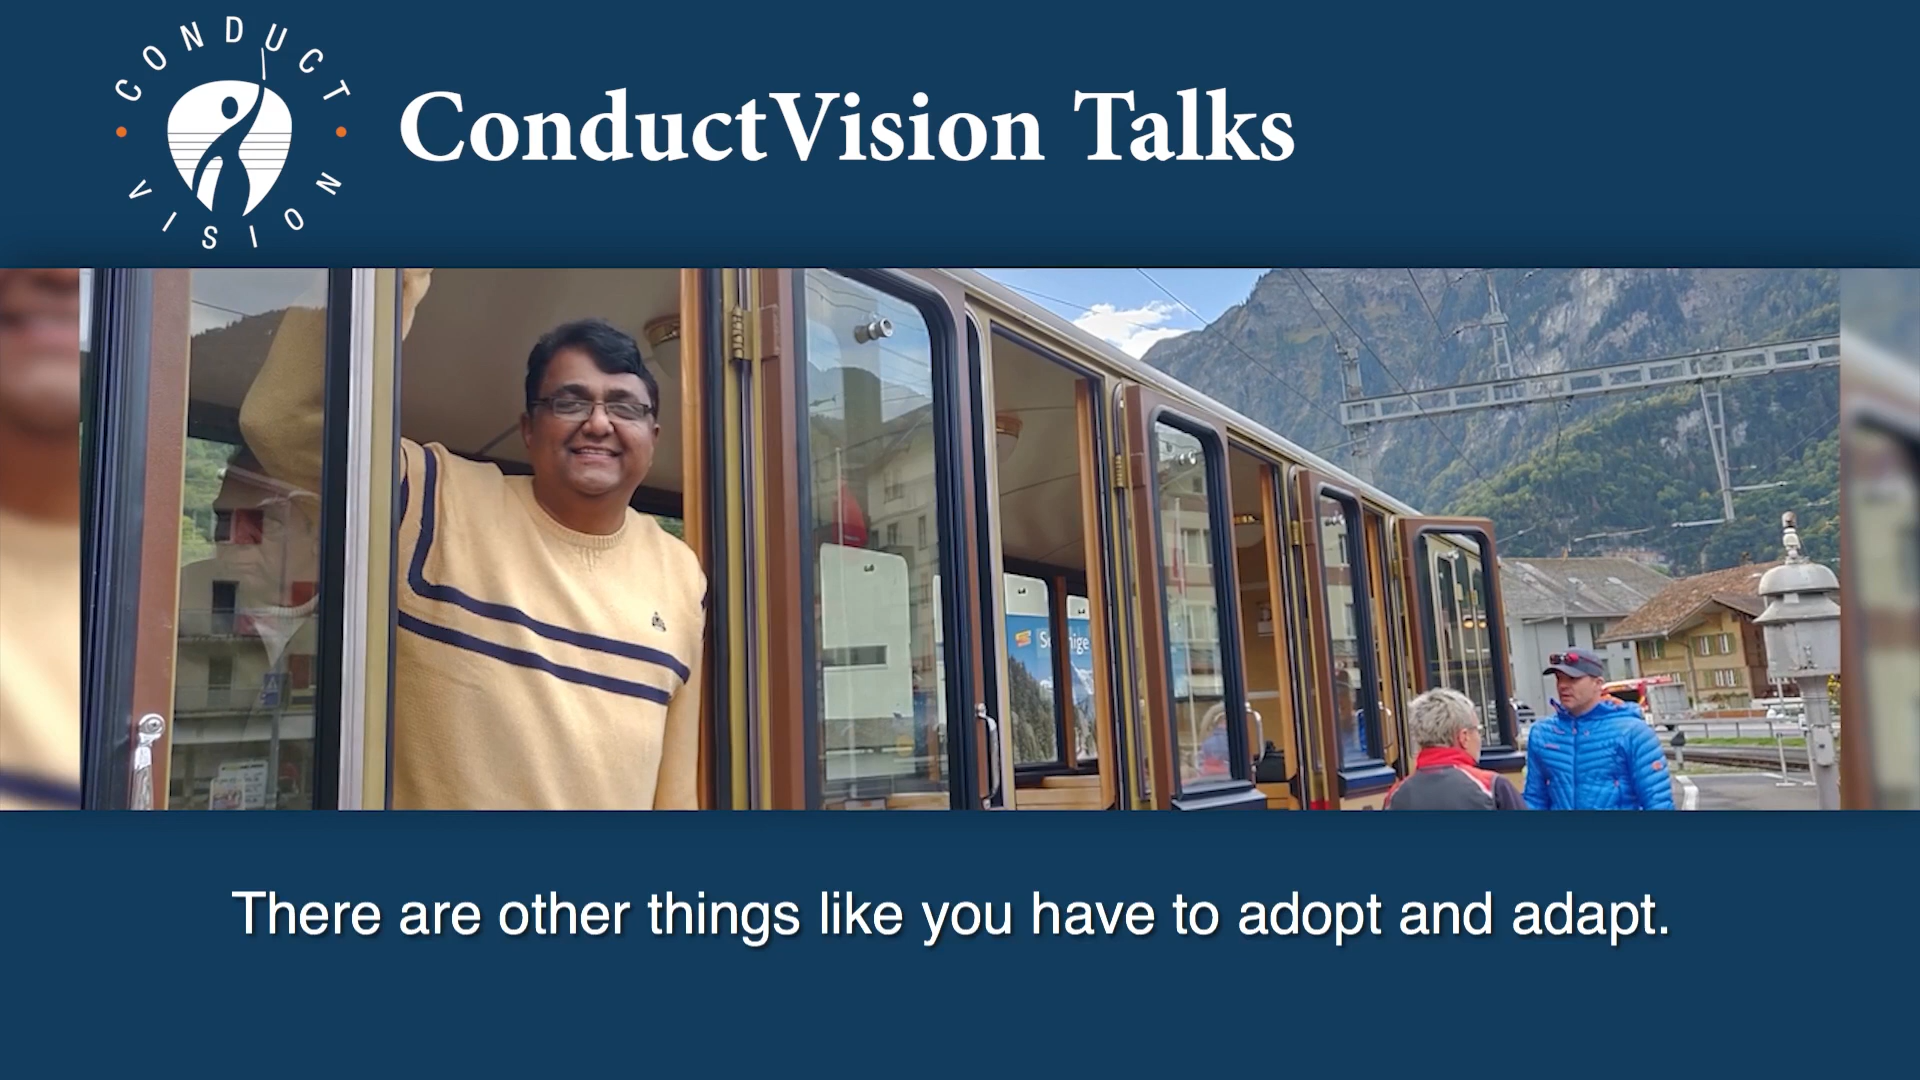 CONDUCT
VISION
ConductVision Talks
There are other things like you have to adopt and adapt.